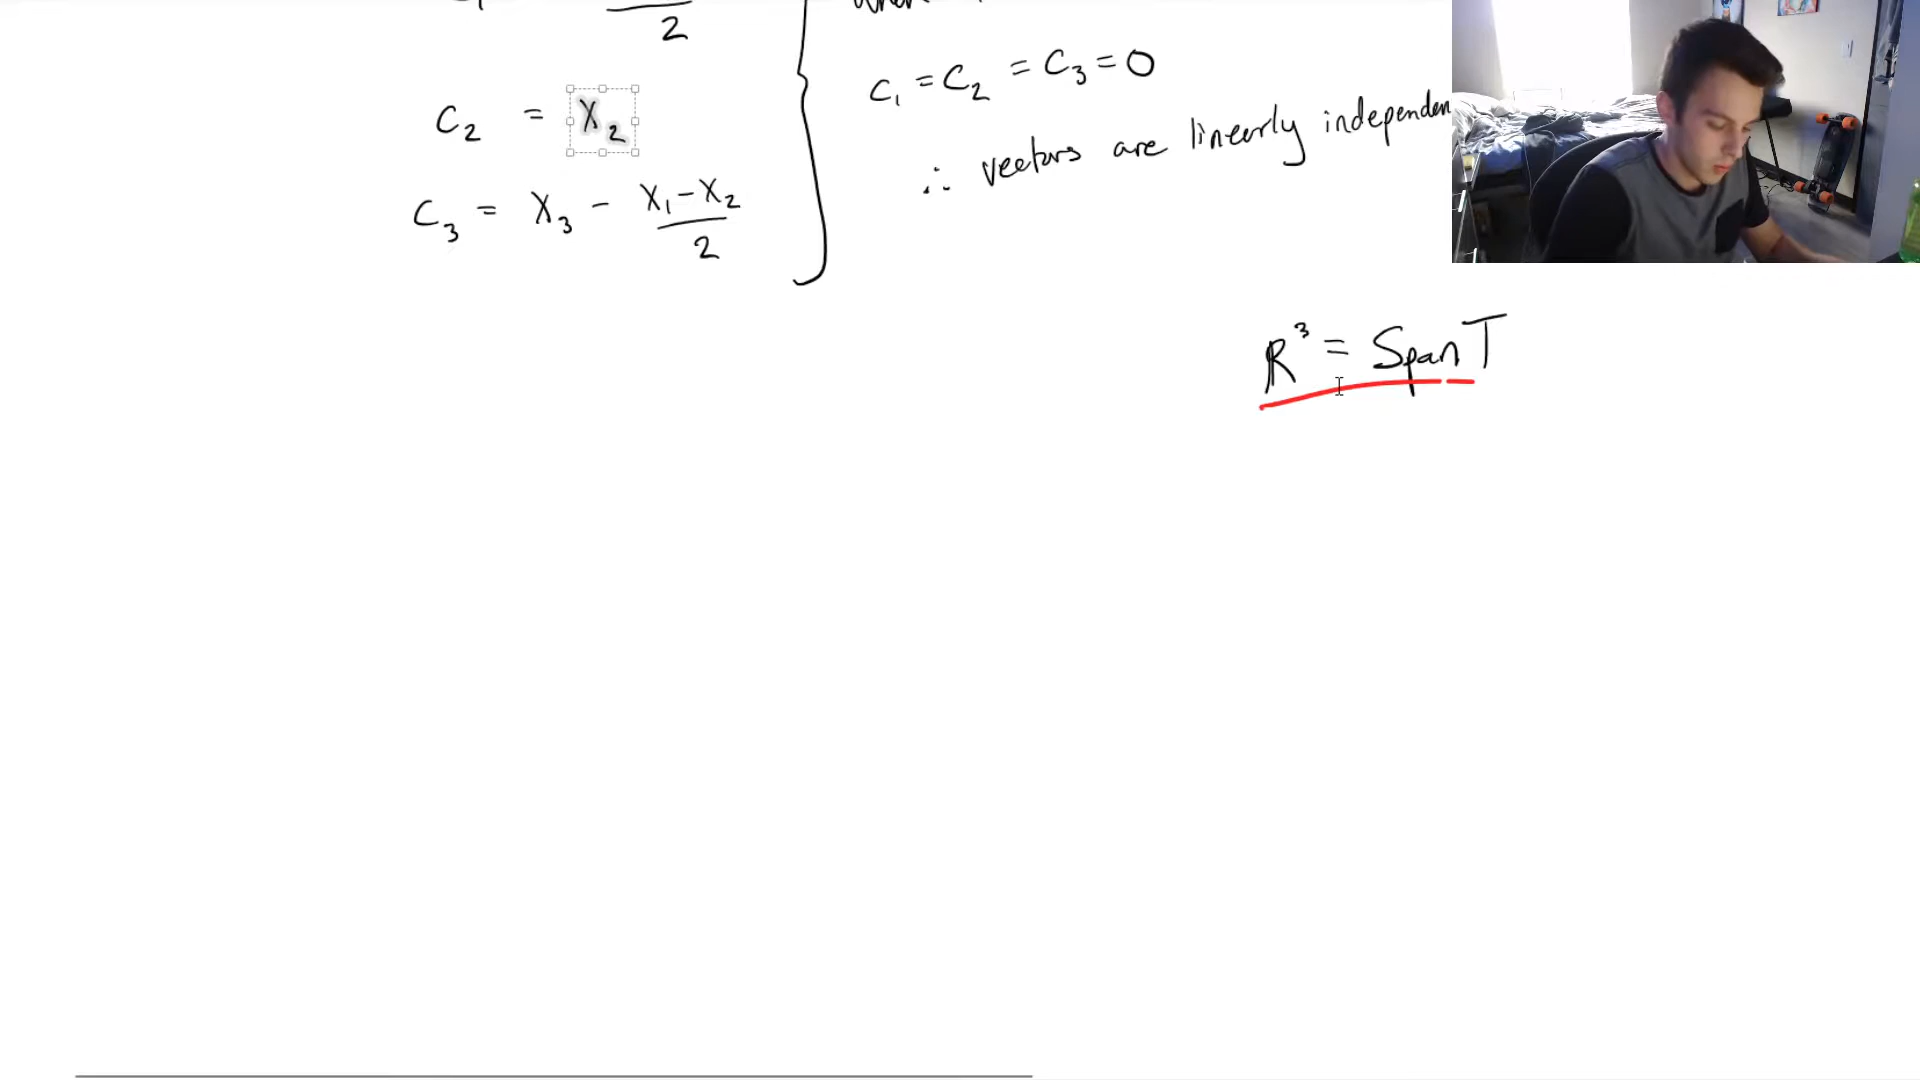 2
C₁ = C₂ = C₃ = 0
C₂ = X₂
∴ vectors are linearly independen
C₃ = X₃ - (X₁ - X₂)/2
R³ = Span T